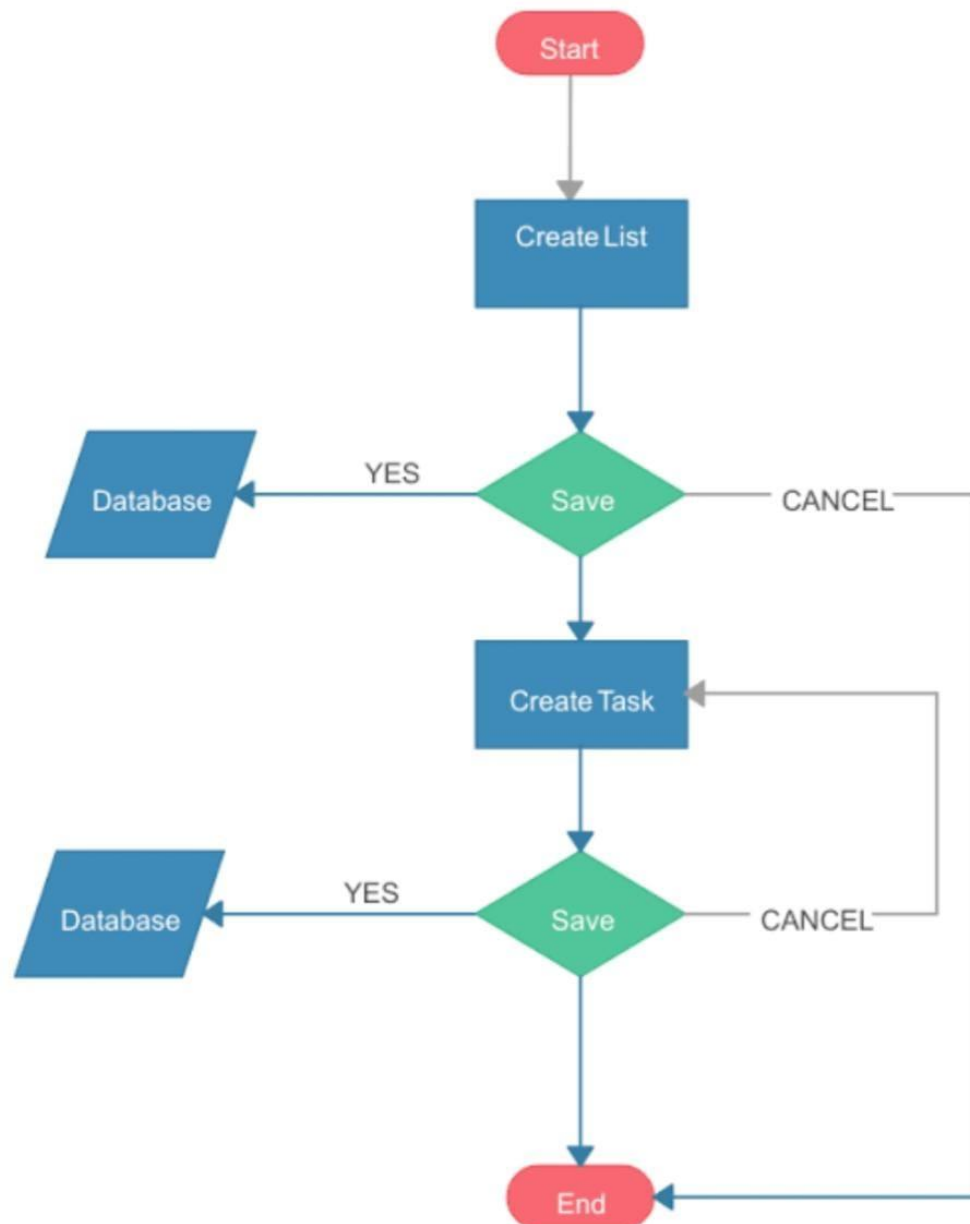 Start
Create List
YES
Database
Save
CANCEL
Create Task
YES
Database
Save
CANCEL
End